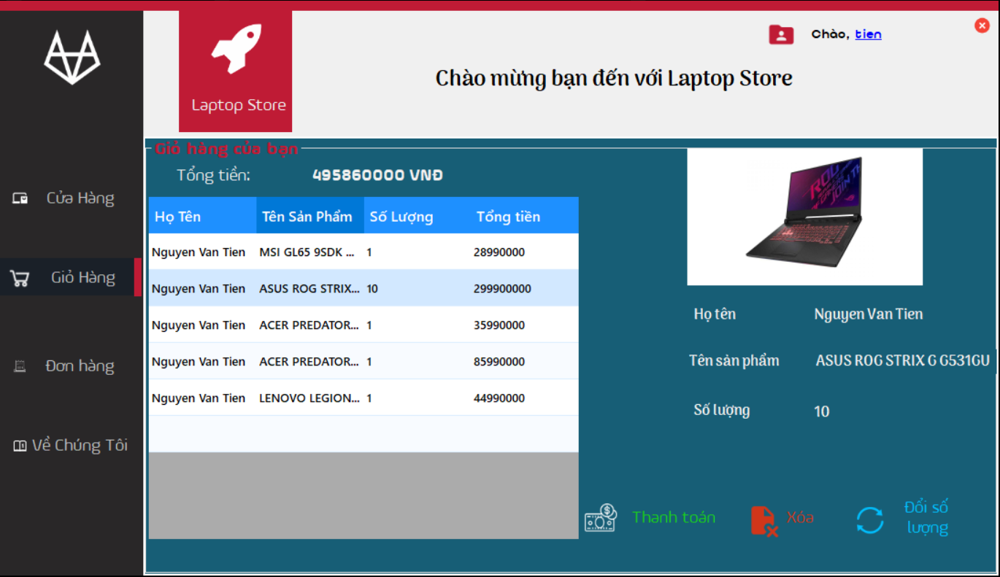 Chào, tien
Chào mừng bạn đến với Laptop Store
Laptop Store
Cửa Hàng
Giỏ Hàng
Đơn hàng
Về Chúng Tôi
Giỏ hàng của bạn
Tổng tiền: 495860000 VNĐ
Họ Tên Tên Sản Phẩm Số Lượng Tổng tiền
Nguyen Van Tien MSI GL65 9SDK ... 1 28990000
Nguyen Van Tien ASUS ROG STRIX... 10 299900000
Nguyen Van Tien ACER PREDATOR... 1 35990000
Nguyen Van Tien ACER PREDATOR... 1 85990000
Nguyen Van Tien LENOVO LEGION... 1 44990000
ROG
JOIN TH
Họ tên Nguyen Van Tien
Tên sản phẩm ASUS ROG STRIX G G531GU
Số lượng 10
Thanh toán
Xóa
Đổi số
lượng